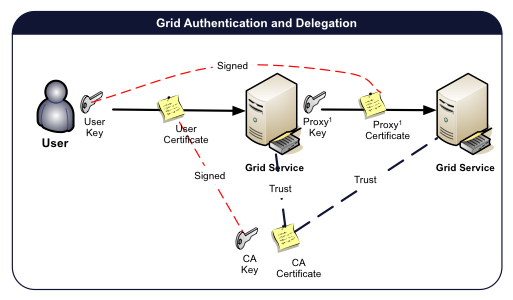 Grid Authentication and Delegation
Signed
User
Key
User
Certificate
Proxy¹
Key
Proxy¹
Certificate
User
Grid Service
Grid Service
Signed
Trust
Trust
CA
Key
CA
Certificate